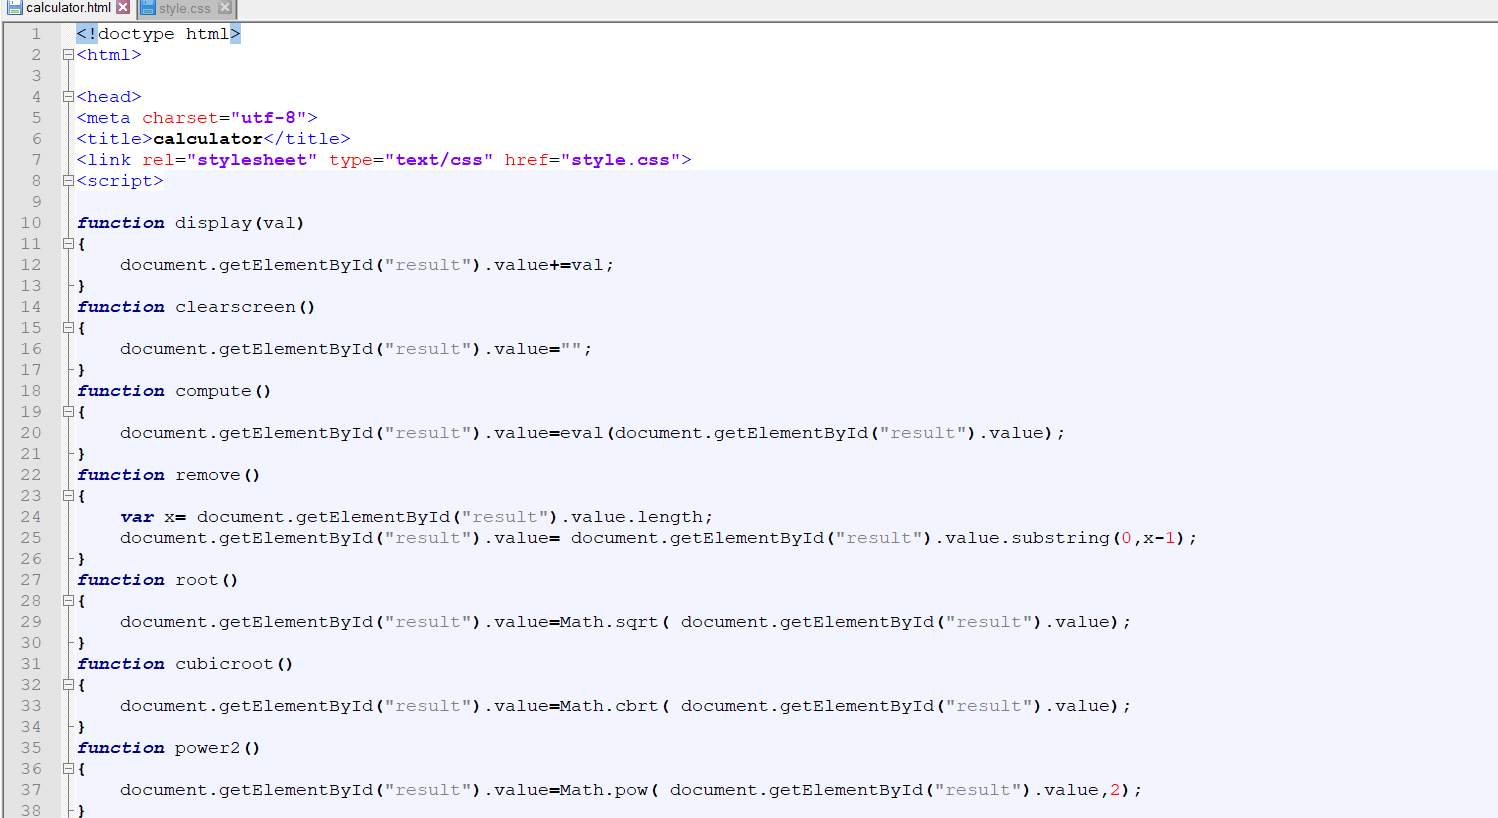 calculator.html style.css
1 <!doctype html>
2 <html>
3
4 <head>
5 <meta charset="utf-8">
6 <title>calculator</title>
7 <link rel="stylesheet" type="text/css" href="style.css">
8 <script>
9
10 function display(val)
11 {
12 document.getElementById("result").value+=val;
13 }
14 function clearscreen()
15 {
16 document.getElementById("result").value="";
17 }
18 function compute()
19 {
20 document.getElementById("result").value=eval(document.getElementById("result").value);
21 }
22 function remove()
23 {
24 var x= document.getElementById("result").value.length;
25 document.getElementById("result").value= document.getElementById("result").value.substring(0,x-1);
26 }
27 function root()
28 {
29 document.getElementById("result").value=Math.sqrt( document.getElementById("result").value);
30 }
31 function cubicroot()
32 {
33 document.getElementById("result").value=Math.cbrt( document.getElementById("result").value);
34 }
35 function power2()
36 {
37 document.getElementById("result").value=Math.pow( document.getElementById("result").value,2);
38 }